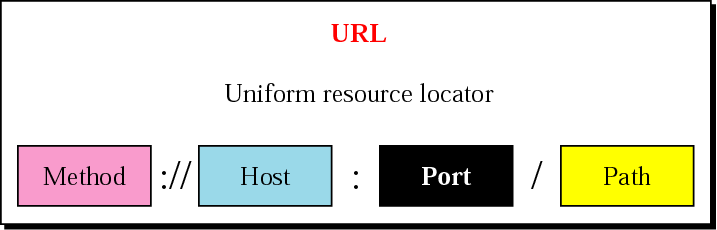 URL
Uniform resource locator
Method :// Host : Port / Path